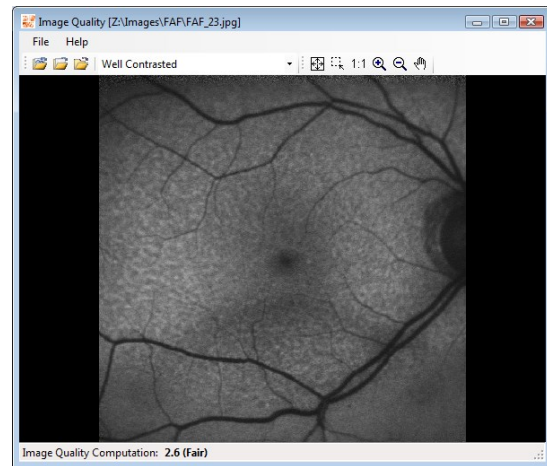 Image Quality [Z:\Images\FAF\FAF_23.jpg]
File Help
Well Contrasted 1:1
Image Quality Computation: 2.6 (Fair)